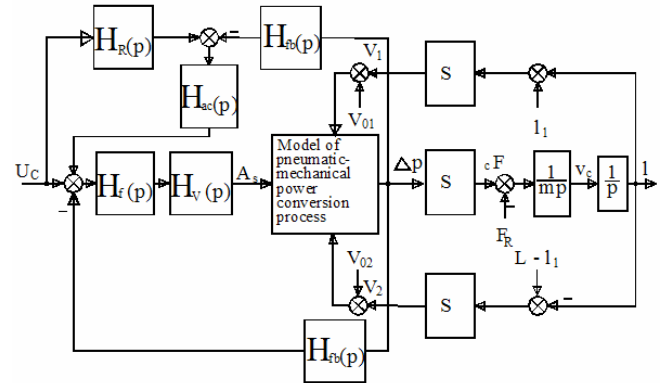 H_R(p)
H_fb(p)
V_1
S
H_ac(p)
V_01
l_1
U_C
H_f(p)
H_V(p)
A_s
Model of
pneumatic-
mechanical
power
conversion
process
Δp
S
c F
1
mp
v_c
1
p
l
F_R
V_02
L - l_1
V_2
S
H_fb(p)